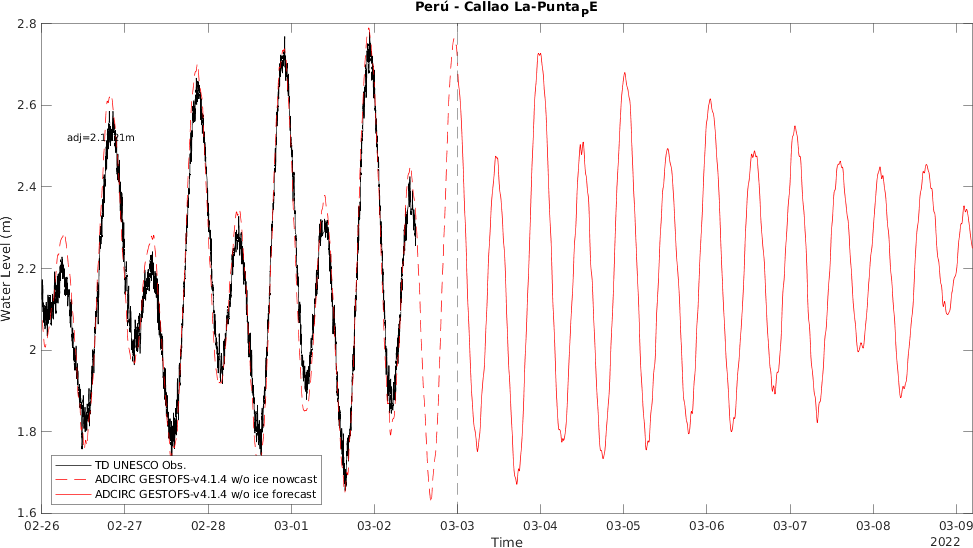 Perú - Callao La-Punta_PE
2.8
2.6
2.4
2.2
2
1.8
1.6
Water Level (m)
TD UNESCO Obs.
ADCIRC GESTOFS-v4.1.4 w/o ice nowcast
ADCIRC GESTOFS-v4.1.4 w/o ice forecast
02-26 02-27 02-28 03-01 03-02 03-03 03-04 03-05 03-06 03-07 03-08 03-09
Time
2022